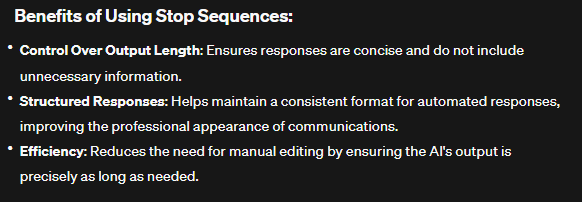 Benefits of Using Stop Sequences:
• Control Over Output Length: Ensures responses are concise and do not include
unnecessary information.
• Structured Responses: Helps maintain a consistent format for automated responses,
improving the professional appearance of communications.
• Efficiency: Reduces the need for manual editing by ensuring the AI's output is
precisely as long as needed.